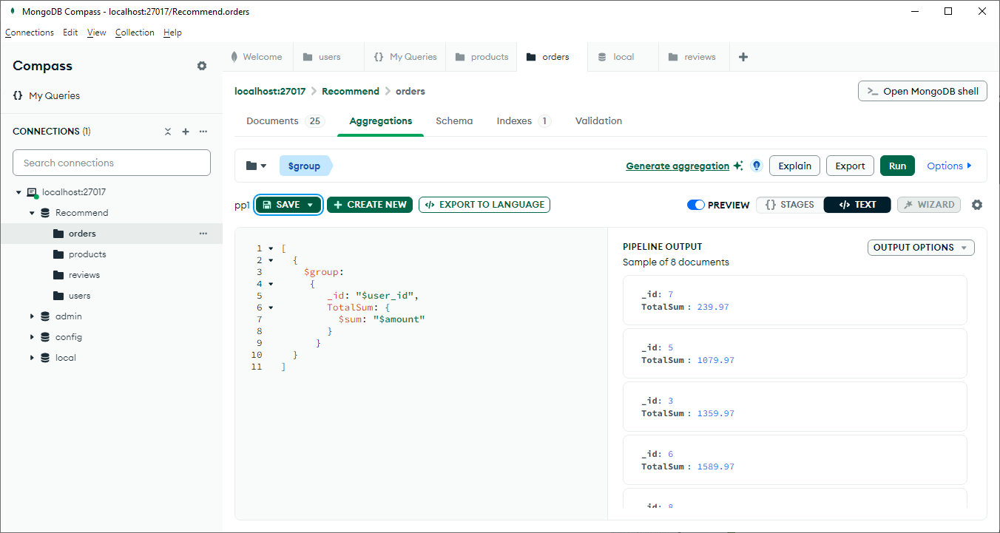 MongoDB Compass - localhost:27017/Recommend.orders
Connections Edit View Collection Help
Compass
My Queries
CONNECTIONS (1)
Search connections
localhost:27017
Recommend
orders
products
reviews
users
admin
config
local
Welcome users {} My Queries products orders local reviews
localhost:27017 > Recommend > orders
>_ Open MongoDB shell
Documents 25 Aggregations Schema Indexes 1 Validation
$group
Generate aggregation Explain Export Run Options
pp1 SAVE + CREATE NEW </> EXPORT TO LANGUAGE
PREVIEW {} STAGES </> TEXT WIZARD
1 [
2 {
3 $group:
4 {
5 _id: "$user_id",
6 TotalSum: {
7 $sum: "$amount"
8 }
9 }
10 }
11 ]
PIPELINE OUTPUT
OUTPUT OPTIONS
Sample of 8 documents
_id: 7
TotalSum : 239.97
_id: 5
TotalSum : 1079.97
_id: 3
TotalSum : 1359.97
_id: 6
TotalSum : 1589.97
_id: 8